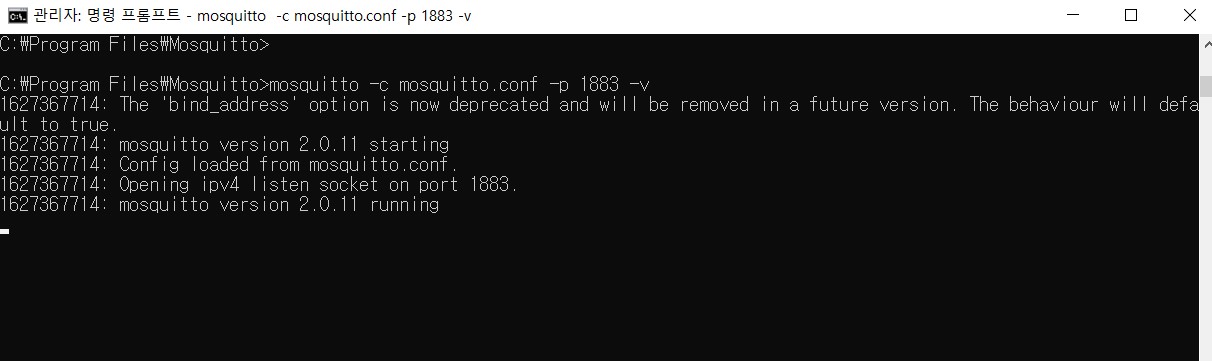 관리자: 명령 프롬프트 - mosquitto  -c mosquitto.conf -p 1883 -v
C:₩Program Files₩Mosquitto>
C:₩Program Files₩Mosquitto>mosquitto -c mosquitto.conf -p 1883 -v
1627367714: The 'bind_address' option is now deprecated and will be removed in a future version. The behaviour will defa
ult to true.
1627367714: mosquitto version 2.0.11 starting
1627367714: Config loaded from mosquitto.conf.
1627367714: Opening ipv4 listen socket on port 1883.
1627367714: mosquitto version 2.0.11 running